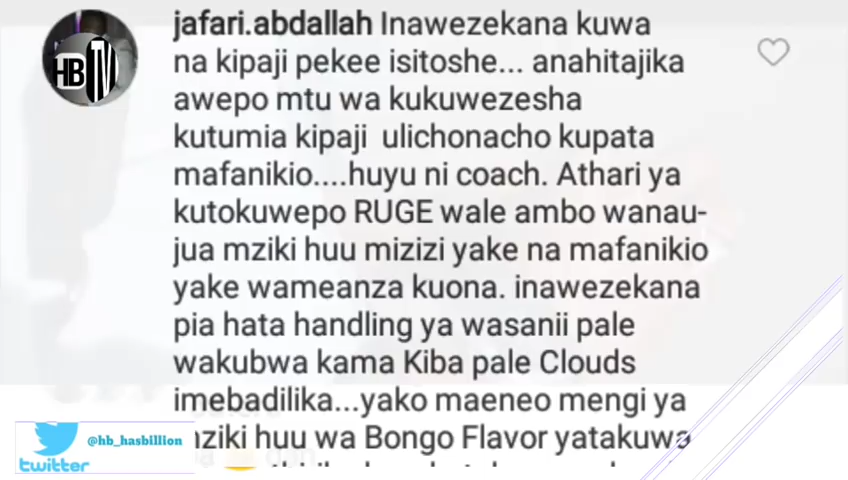 jafari.abdallah Inawezekana kuwa
na kipaji pekee isitoshe... anahitajika
awepo mtu wa kukuwezesha
kutumia kipaji ulichonacho kupata
mafanikio....huyu ni coach. Athari ya
kutokuwepo RUGE wale ambo wanau-
jua mziki huu mizizi yake na mafanikio
yake wameanza kuona. inawezekana
pia hata handling ya wasanii pale
wakubwa kama Kiba pale Clouds
imebadilika...yako maeneo mengi ya
mziki huu wa Bongo Flavor yatakuwa
HB TV
@hb_hasbillion
twitter